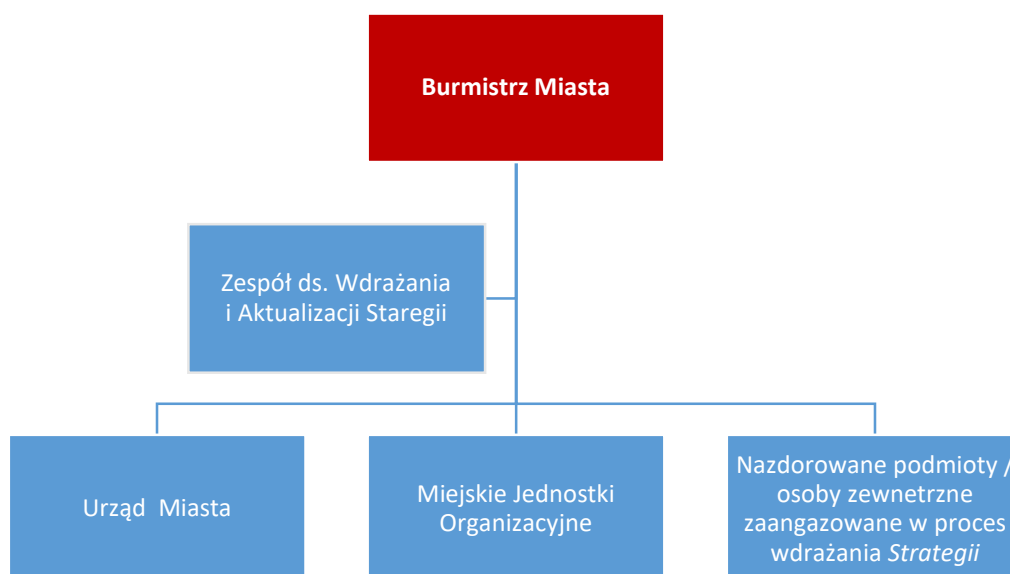 Burmistrz Miasta
Zespół ds. Wdrażania
i Aktualizacji Staregii
Urząd Miasta
Miejskie Jednostki
Organizacyjne
Nazdorowane podmioty /
osoby zewnetrzne
zaangazowane w proces
wdrażania Strategii